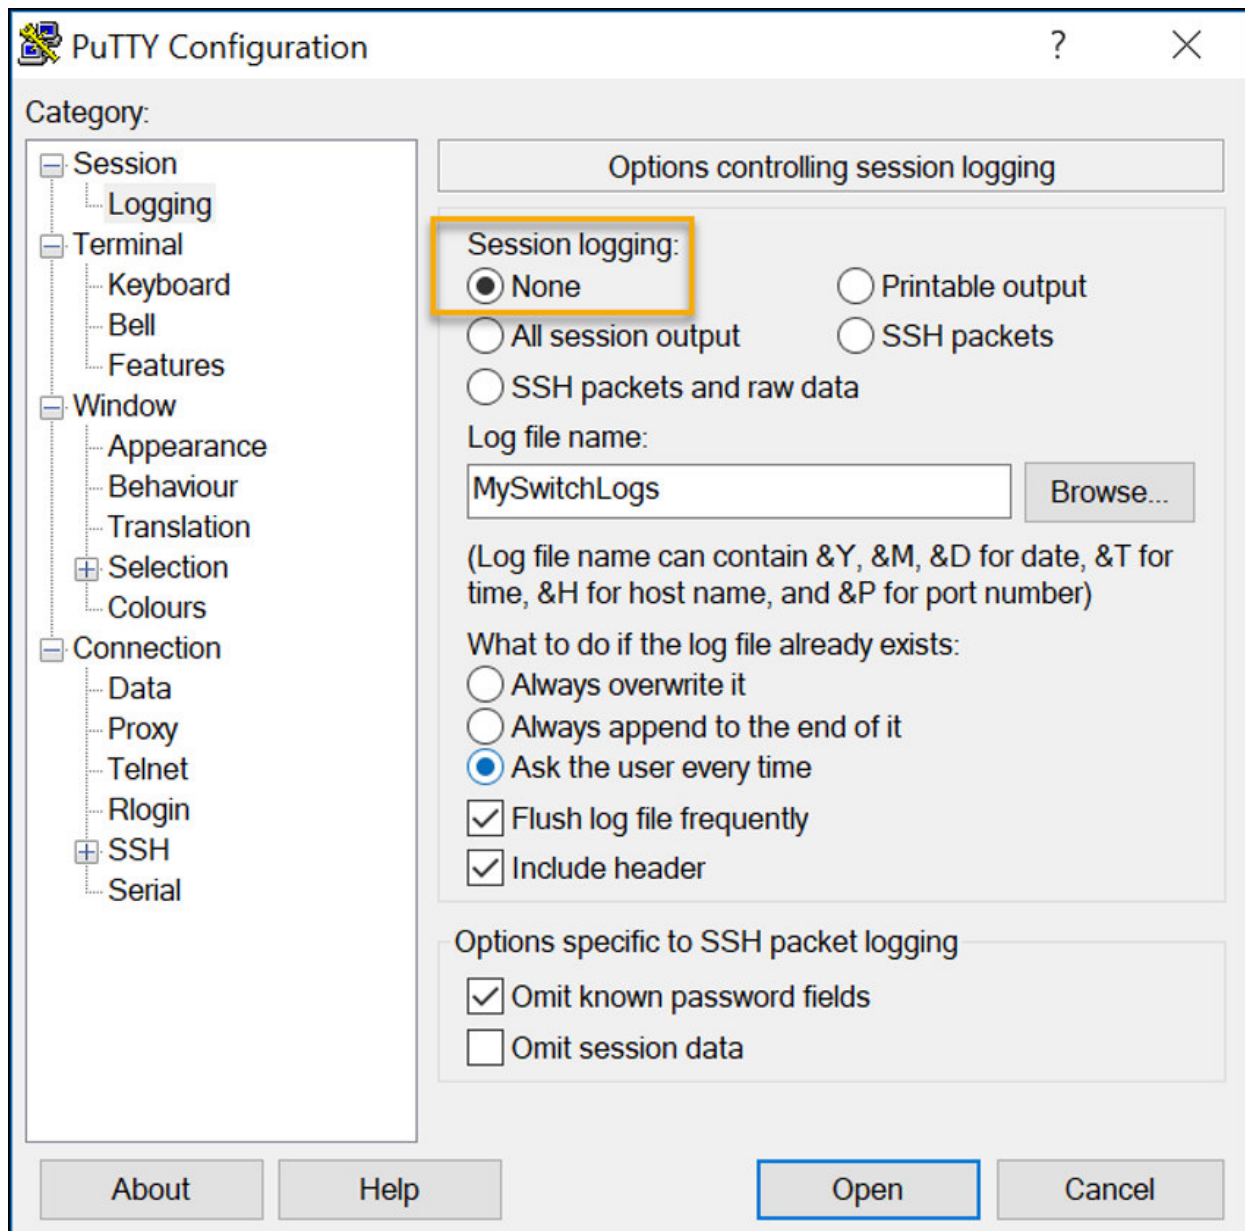 PuTTY Configuration
?
Category:
Session
Logging
Terminal
Keyboard
Bell
Features
Window
Appearance
Behaviour
Translation
Selection
Colours
Connection
Data
Proxy
Telnet
Rlogin
SSH
Serial
Options controlling session logging
Session logging:
None
Printable output
All session output
SSH packets
SSH packets and raw data
Log file name:
MySwitchLogs
Browse...
(Log file name can contain &Y, &M, &D for date, &T for
time, &H for host name, and &P for port number)
What to do if the log file already exists:
Always overwrite it
Always append to the end of it
Ask the user every time
Flush log file frequently
Include header
Options specific to SSH packet logging
Omit known password fields
Omit session data
About
Help
Open
Cancel